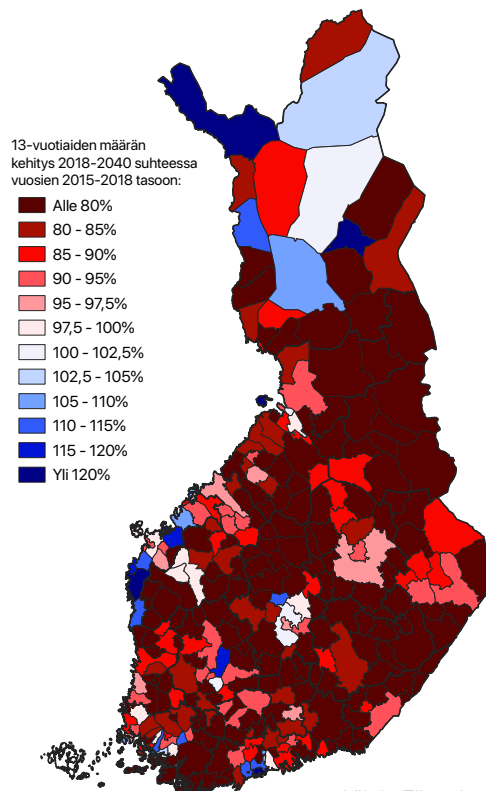 13-vuotiaiden määrän
kehitys 2018-2040 suhteessa
vuosien 2015-2018 tasoon:
Alle 80%
80 - 85%
85 - 90%
90 - 95%
95 - 97,5%
97,5 - 100%
100 - 102,5%
102,5 - 105%
105 - 110%
110 - 115%
115 - 120%
Yli 120%